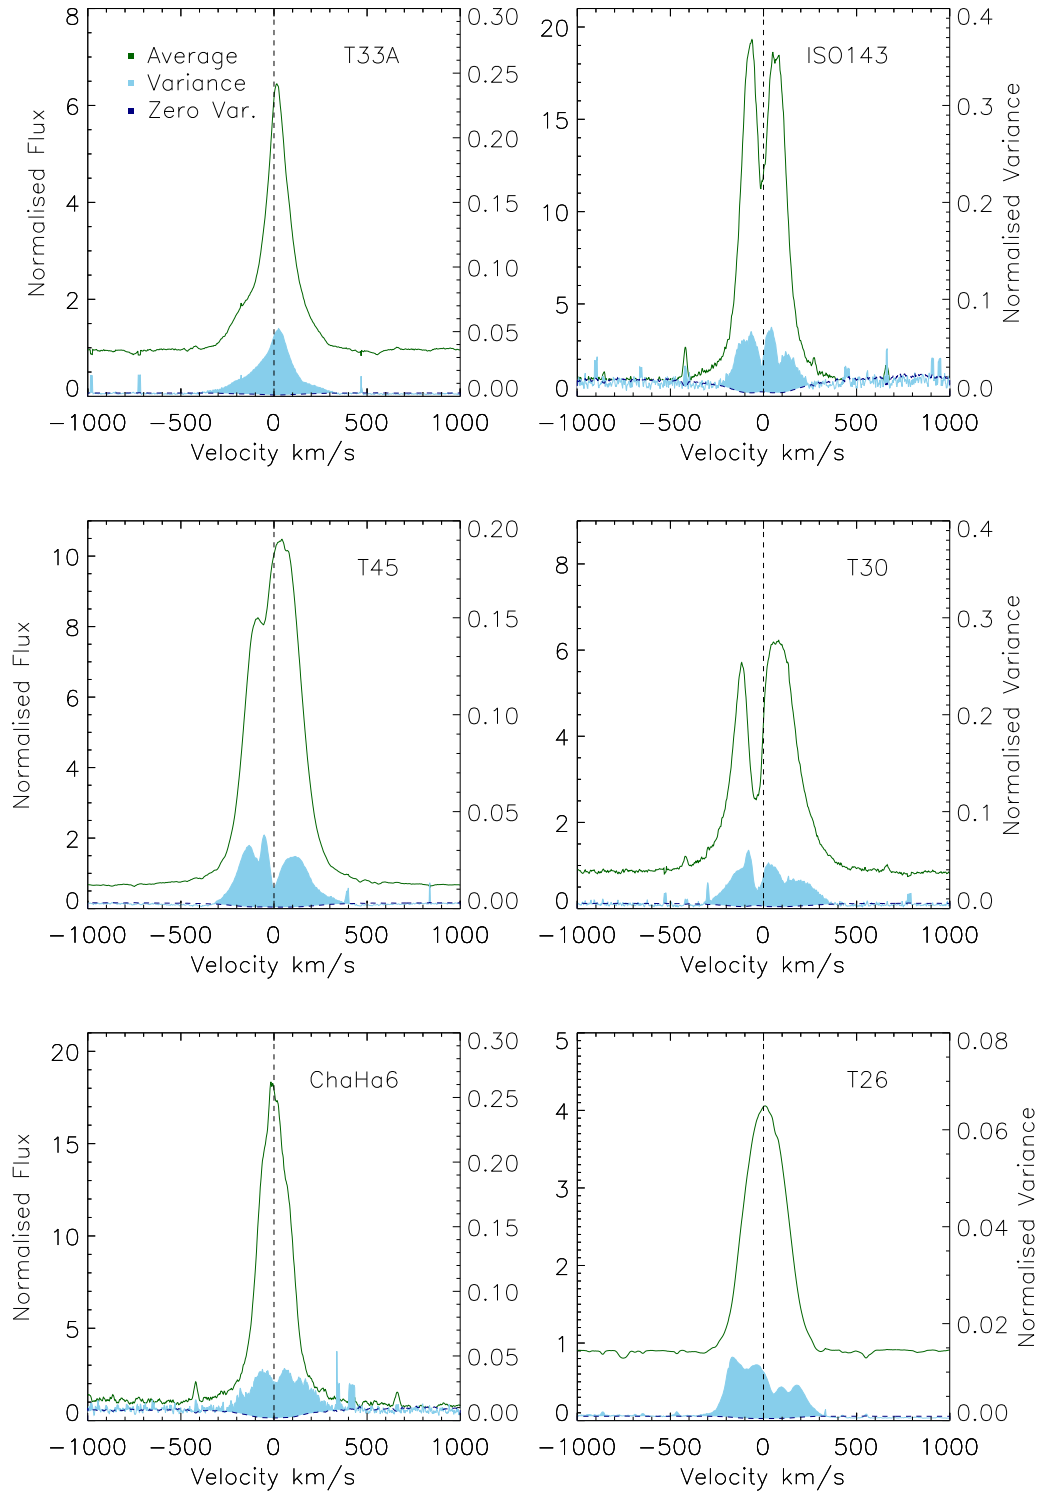 T33A
Average
Variance
Zero Var.
8
6
4
2
0
0.30
0.25
0.20
0.15
0.10
0.05
0.00
Normalised Flux
−1000 −500 0 500 1000
Velocity km/s
ISO143
20
15
10
5
0
0.4
0.3
0.2
0.1
0.0
Normalised Variance
−1000 −500 0 500 1000
Velocity km/s
T45
10
8
6
4
2
0
0.20
0.15
0.10
0.05
0.00
Normalised Flux
−1000 −500 0 500 1000
Velocity km/s
T30
8
6
4
2
0
0.4
0.3
0.2
0.1
0.0
Normalised Variance
−1000 −500 0 500 1000
Velocity km/s
ChaHa6
20
15
10
5
0
0.30
0.25
0.20
0.15
0.10
0.05
0.00
Normalised Flux
−1000 −500 0 500 1000
Velocity km/s
T26
5
4
3
2
1
0
0.08
0.06
0.04
0.02
0.00
Normalised Variance
−1000 −500 0 500 1000
Velocity km/s